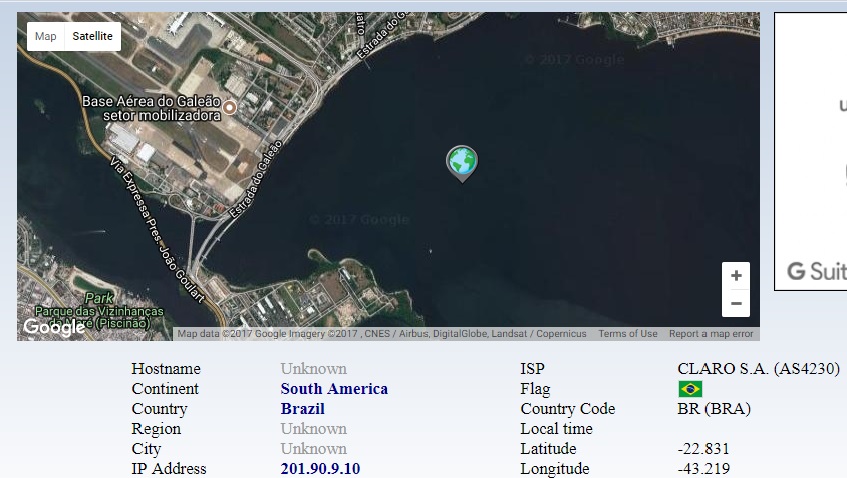 Map Satellite
Estrada do Ga
© 2017 Google
Base Aérea do Galeão
setor mobilizadora
Estrada do Galeão
Via Expressa Pres. João Goulart
© 2017 Google
Park
Parque das Vizinhanças
(Piscinão)
Google
+
−
Map data ©2017 Google Imagery ©2017 , CNES / Airbus, DigitalGlobe, Landsat / Copernicus Terms of Use Report a map error
G Suit
Hostname Unknown ISP CLARO S.A. (AS4230)
Continent South America Flag
Country Brazil Country Code BR (BRA)
Region Unknown Local time
City Unknown Latitude -22.831
IP Address 201.90.9.10 Longitude -43.219